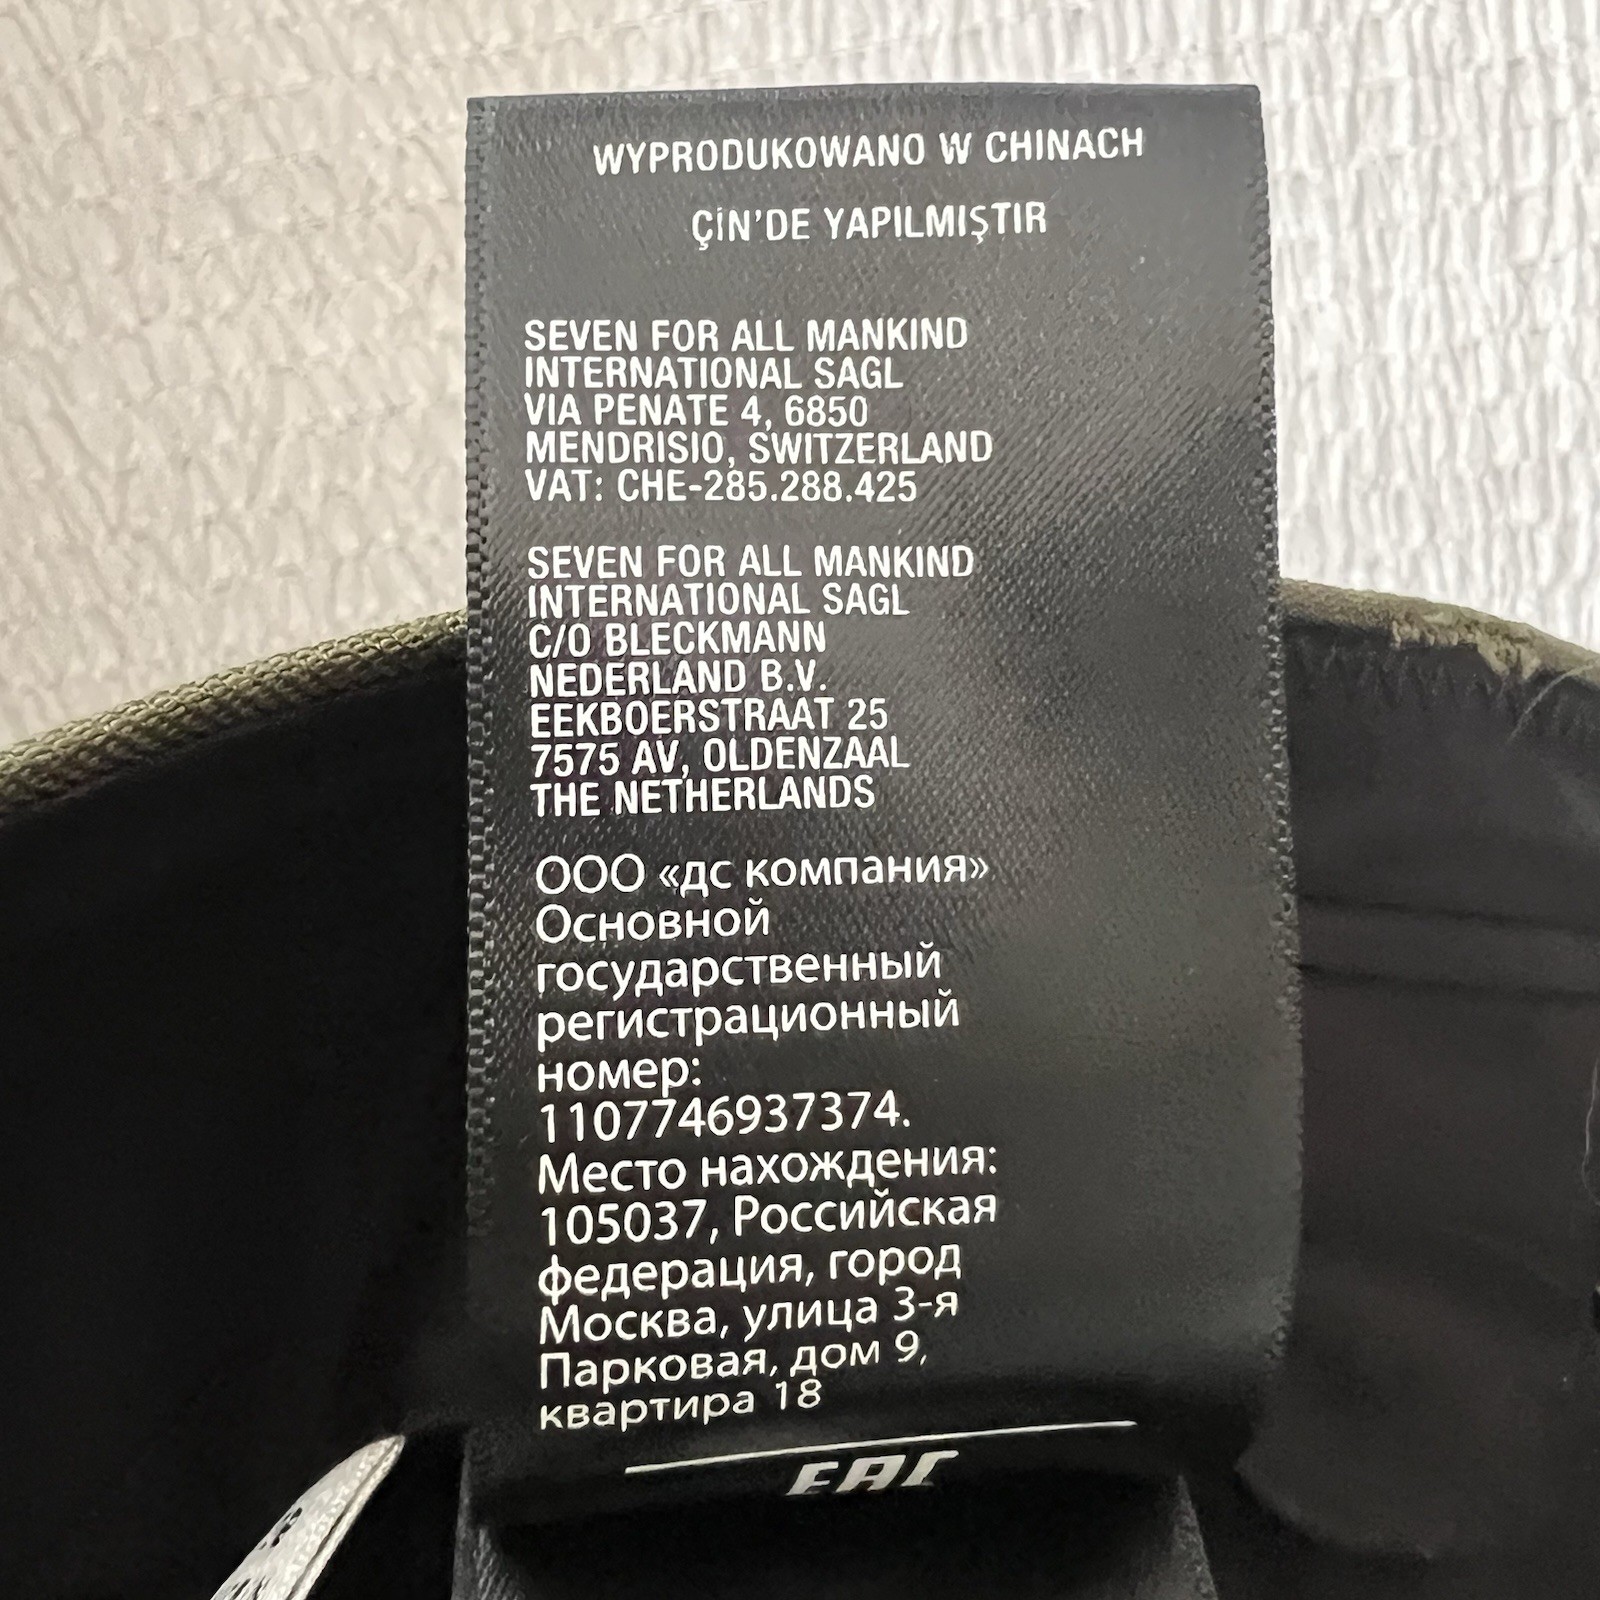 WYPRODUKOWANO W CHINACH
ÇİN'DE YAPILMIŞTIR
SEVEN FOR ALL MANKIND
INTERNATIONAL SAGL
VIA PENATE 4, 6850
MENDRISIO, SWITZERLAND
VAT: CHE-285.288.425
SEVEN FOR ALL MANKIND
INTERNATIONAL SAGL
C/O BLECKMANN
NEDERLAND B.V.
EEKBOERSTRAAT 25
7575 AV, OLDENZAAL
THE NETHERLANDS
ООО «дс компания»
Основной
государственный
регистрационный
номер:
1107746937374.
Место нахождения:
105037, Российская
федерация, город
Москва, улица 3-я
Парковая, дом 9,
квартира 18
EAC